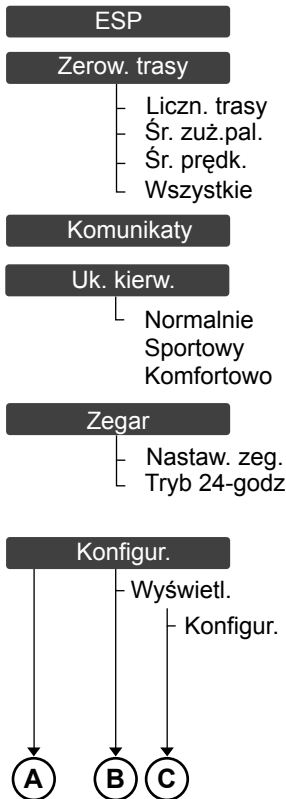 ESP
Zerow. trasy
Liczn. trasy
Śr. zuż.pal.
Śr. prędk.
Wszystkie
Komunikaty
Uk. kierw.
Normalnie
Sportowy
Komfortowo
Zegar
Nastaw. zeg.
Tryb 24-godz
Konfigur.
Wyświetl.
Konfigur.
A B C